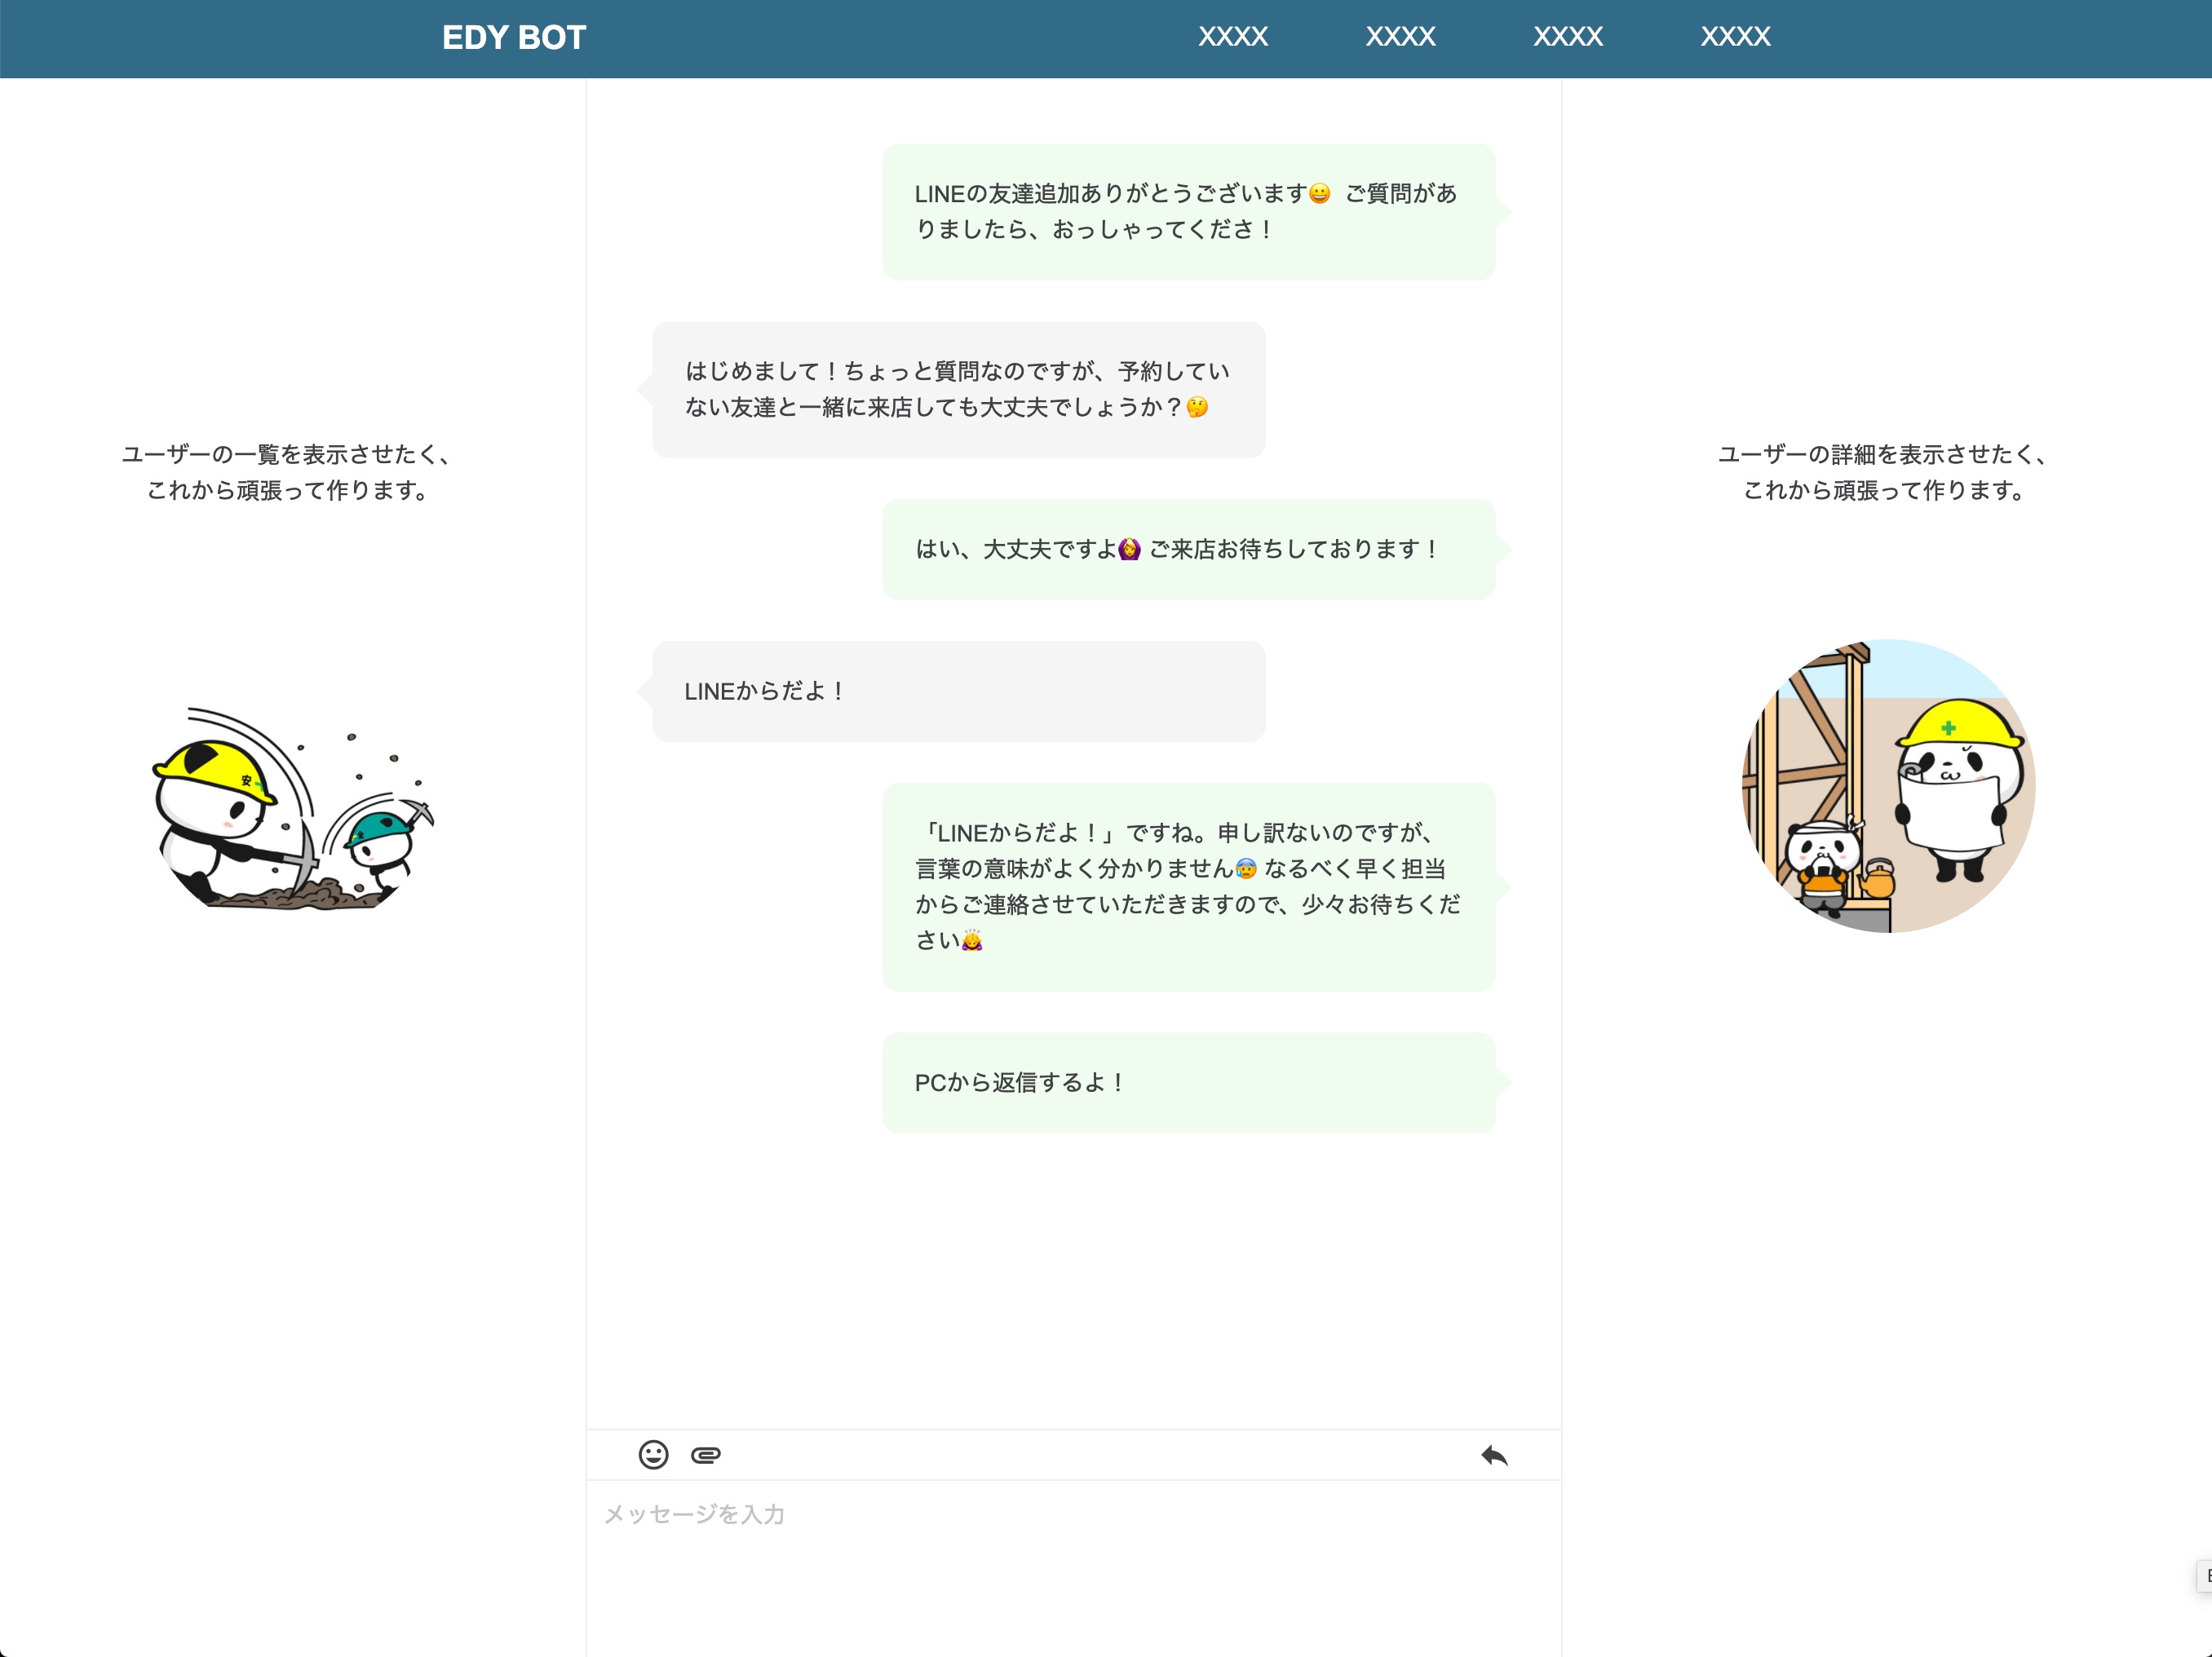 EDY BOT
XXXX XXXX XXXX XXXX
ユーザーの一覧を表示させたく、
これから頑張って作ります。
安
LINEの友達追加ありがとうございます😀 ご質問があ
りましたら、おっしゃってくださ！
はじめまして！ちょっと質問なのですが、予約してい
ない友達と一緒に来店しても大丈夫でしょうか？🤔
はい、大丈夫ですよ🙆‍♀️ ご来店お待ちしております！
LINEからだよ！
「LINEからだよ！」ですね。申し訳ないのですが、
言葉の意味がよく分かりません😰 なるべく早く担当
からご連絡させていただきますので、少々お待ちくだ
さい🙇‍♀️
PCから返信するよ！
メッセージを入力
ユーザーの詳細を表示させたく、
これから頑張って作ります。